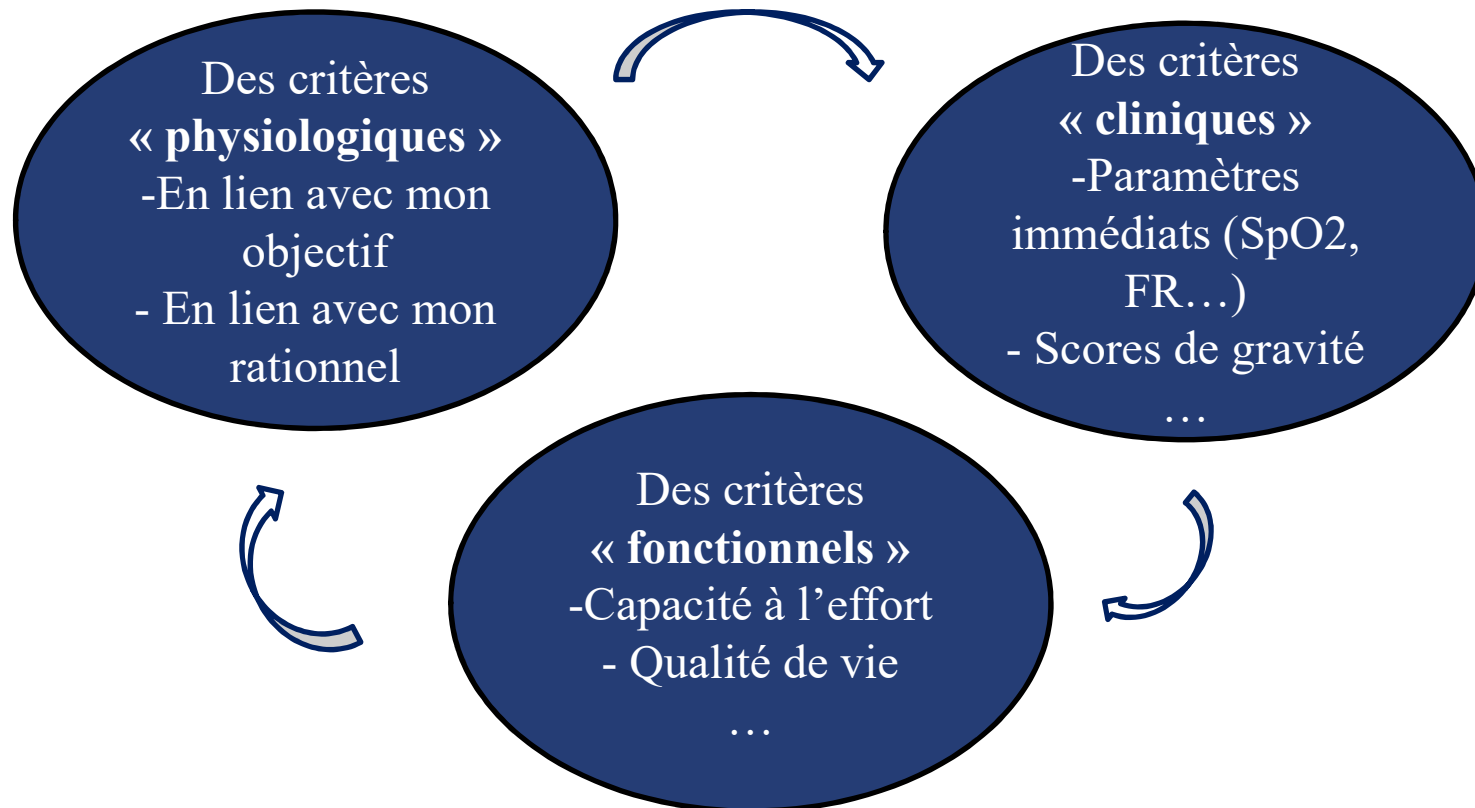 Des critères
« physiologiques »
-En lien avec mon
objectif
- En lien avec mon
rationnel
Des critères
« cliniques »
-Paramètres
immédiats (SpO2,
FR…)
- Scores de gravité
…
Des critères
« fonctionnels »
-Capacité à l’effort
- Qualité de vie
…